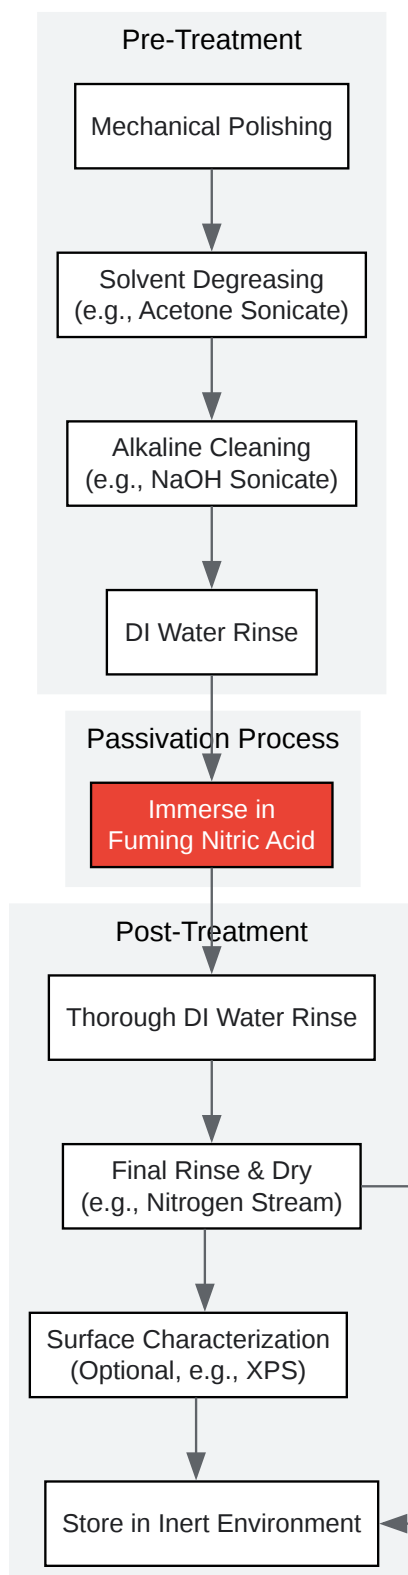 Pre-Treatment
Mechanical Polishing
Solvent Degreasing
(e.g., Acetone Sonicate)
Alkaline Cleaning
(e.g., NaOH Sonicate)
DI Water Rinse
Passivation Process
Immerse in
Fuming Nitric Acid
Post-Treatment
Thorough DI Water Rinse
Final Rinse & Dry
(e.g., Nitrogen Stream)
Surface Characterization
(Optional, e.g., XPS)
Store in Inert Environment